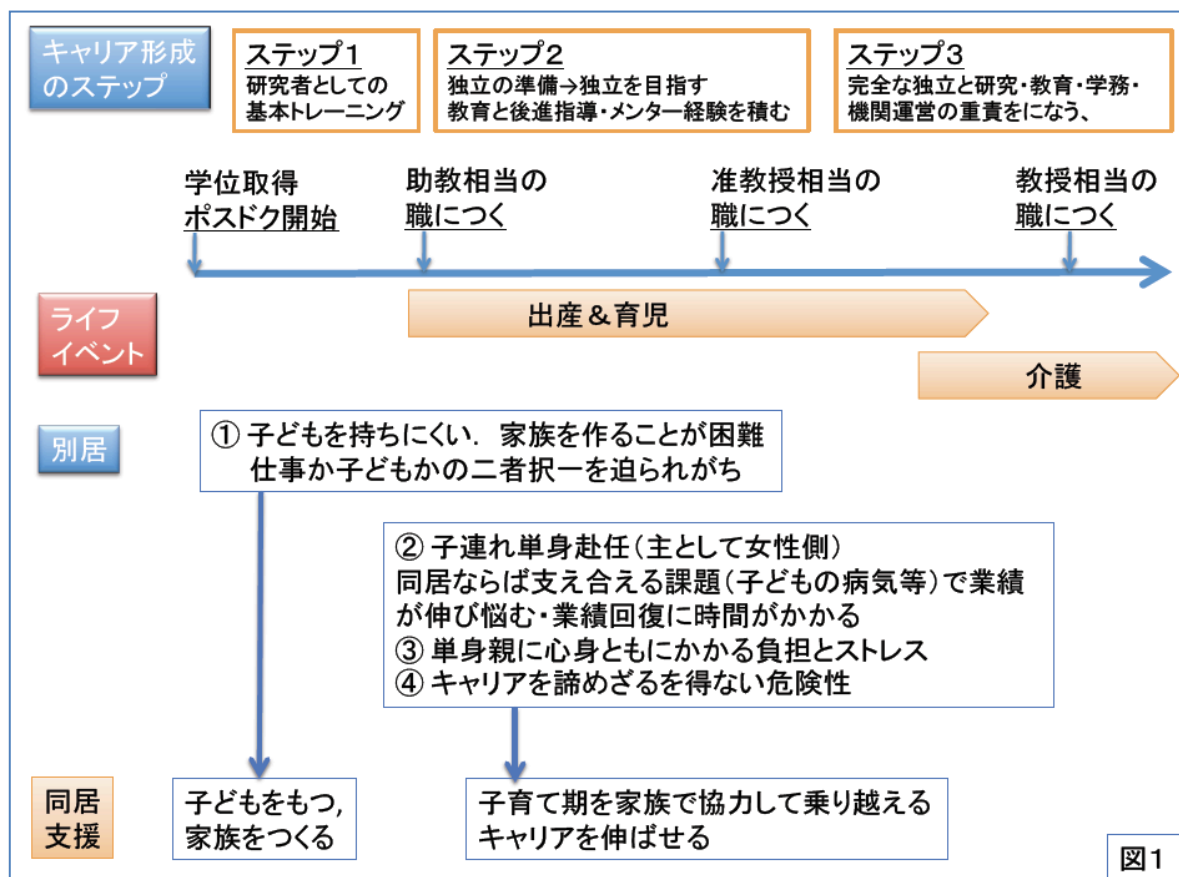 キャリア形成
のステップ
ステップ1
研究者としての
基本トレーニング
ステップ2
独立の準備→独立を目指す
教育と後進指導・メンター経験を積む
ステップ3
完全な独立と研究・教育・学務・
機関運営の重責をになう、
学位取得
ポスドク開始
助教相当の
職につく
准教授相当の
職につく
教授相当の
職につく
ライフ
イベント
出産＆育児
介護
別居
① 子どもを持ちにくい．家族を作ることが困難
仕事か子どもかの二者択一を迫られがち
② 子連れ単身赴任（主として女性側）
同居ならば支え合える課題（子どもの病気等）で業績
が伸び悩む・業績回復に時間がかかる
③ 単身親に心身ともにかかる負担とストレス
④ キャリアを諦めざるを得ない危険性
同居
支援
子どもをもつ，
家族をつくる
子育て期を家族で協力して乗り越える
キャリアを伸ばせる
図1